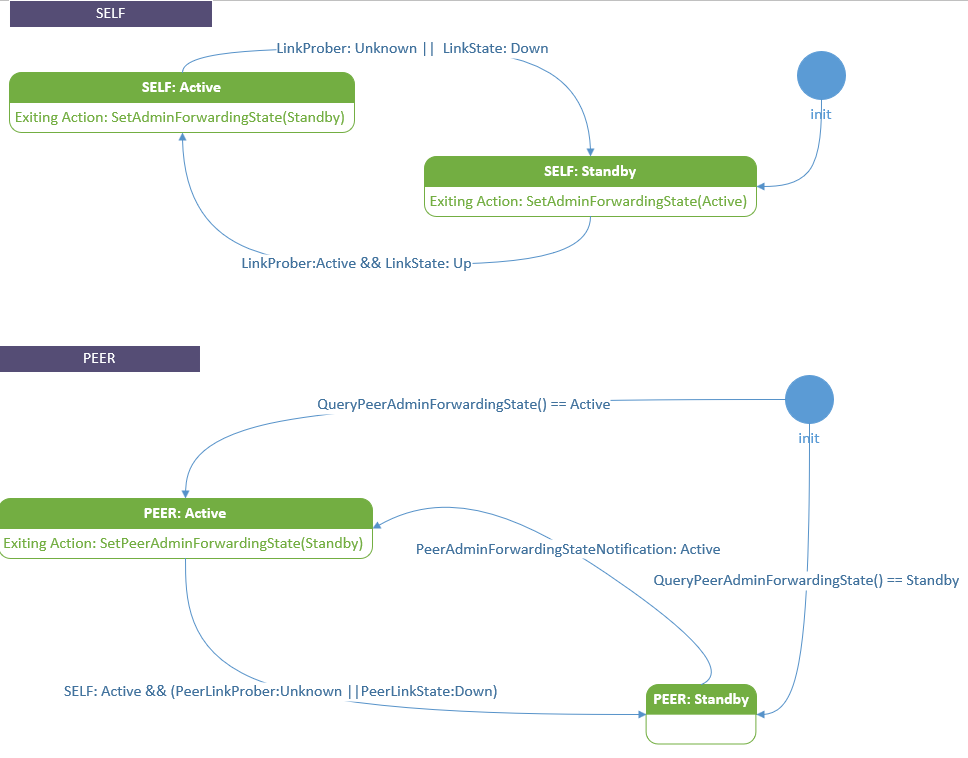 SELF
LinkProber: Unknown || LinkState: Down
SELF: Active
Exiting Action: SetAdminForwardingState(Standby)
init
SELF: Standby
Exiting Action: SetAdminForwardingState(Active)
LinkProber:Active && LinkState: Up
PEER
QueryPeerAdminForwardingState() == Active
init
PEER: Active
Exiting Action: SetPeerAdminForwardingState(Standby)
PeerAdminForwardingStateNotification: Active
QueryPeerAdminForwardingState() == Standby
SELF: Active && (PeerLinkProber:Unknown ||PeerLinkState:Down)
PEER: Standby